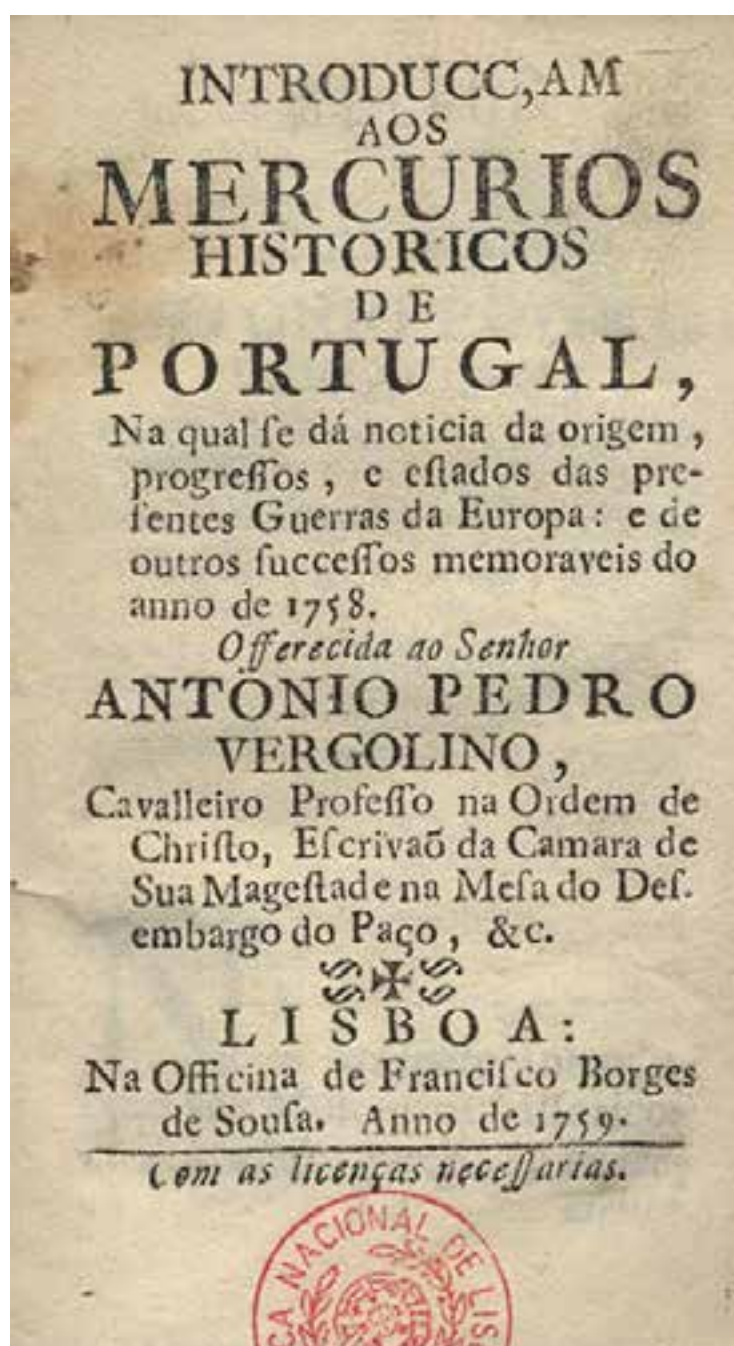 INTRODUCC,AM
AOS
MERCURIOS
HISTORICOS
DE
PORTUGAL,
Na qual ſe dá noticia da origem ,
progreſſos , e eſtados das pre-
ſentes Guerras da Europa : e de
outros ſucceſſos memoraveis do
anno de 1758.
Offerecida ao Senhor
ANTONIO PEDRO
VERGOLINO ,
Cavalleiro Profeſſo na Ordem de
Chriſto, Eſcrivaõ da Camara de
Sua Mageſtade na Meſa do Deſ-
embargo do Paço , &c.
LISBOA:
Na Officina de Franciſco Borges
de Souſa. Anno de 1759.
Com as licenças neceſſarias.
NACIONAL DE LIS